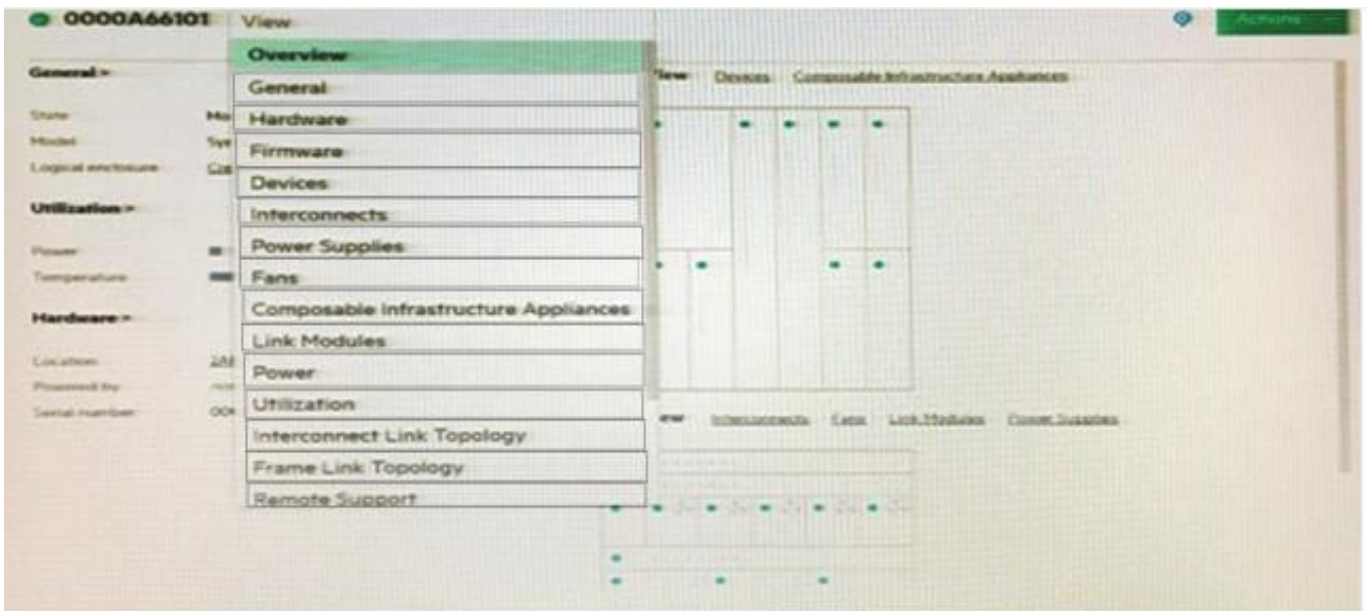 0000A66101 View
Actions
Overview
General >
View Devices Composable Infrastructure Appliances
General
State Mo
Hardware
Model Sye
Firmware
Logical enclosure
Devices
Utilization >
Interconnects
Power
Power Supplies
Temperature
Fans
Hardware >
Composable Infrastructure Appliances
Link Modules
Location
Power
Powered by
Utilization
Serial number
Interconnects Fans Link Modules Power Supplies
Interconnect Link Topology
Frame Link Topology
Remote Support